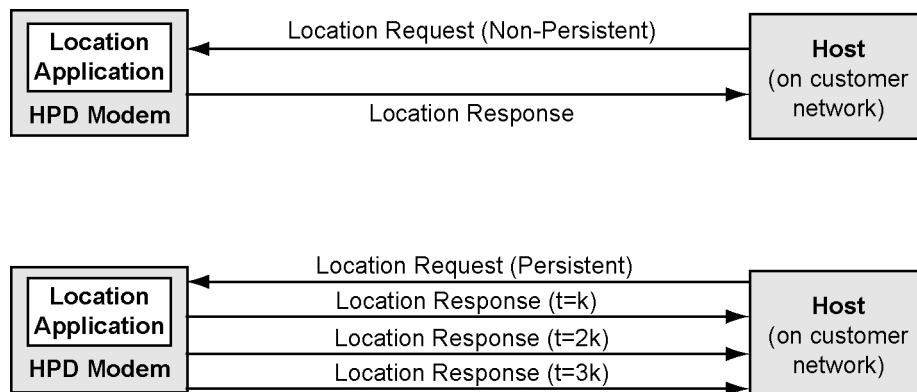 Location Request (Non-Persistent)
Location
Application
HPD Modem
Host
(on customer
network)
Location Response
Location Request (Persistent)
Location
Application
HPD Modem
Location Response (t=k)
Location Response (t=2k)
Location Response (t=3k)
Host
(on customer
network)